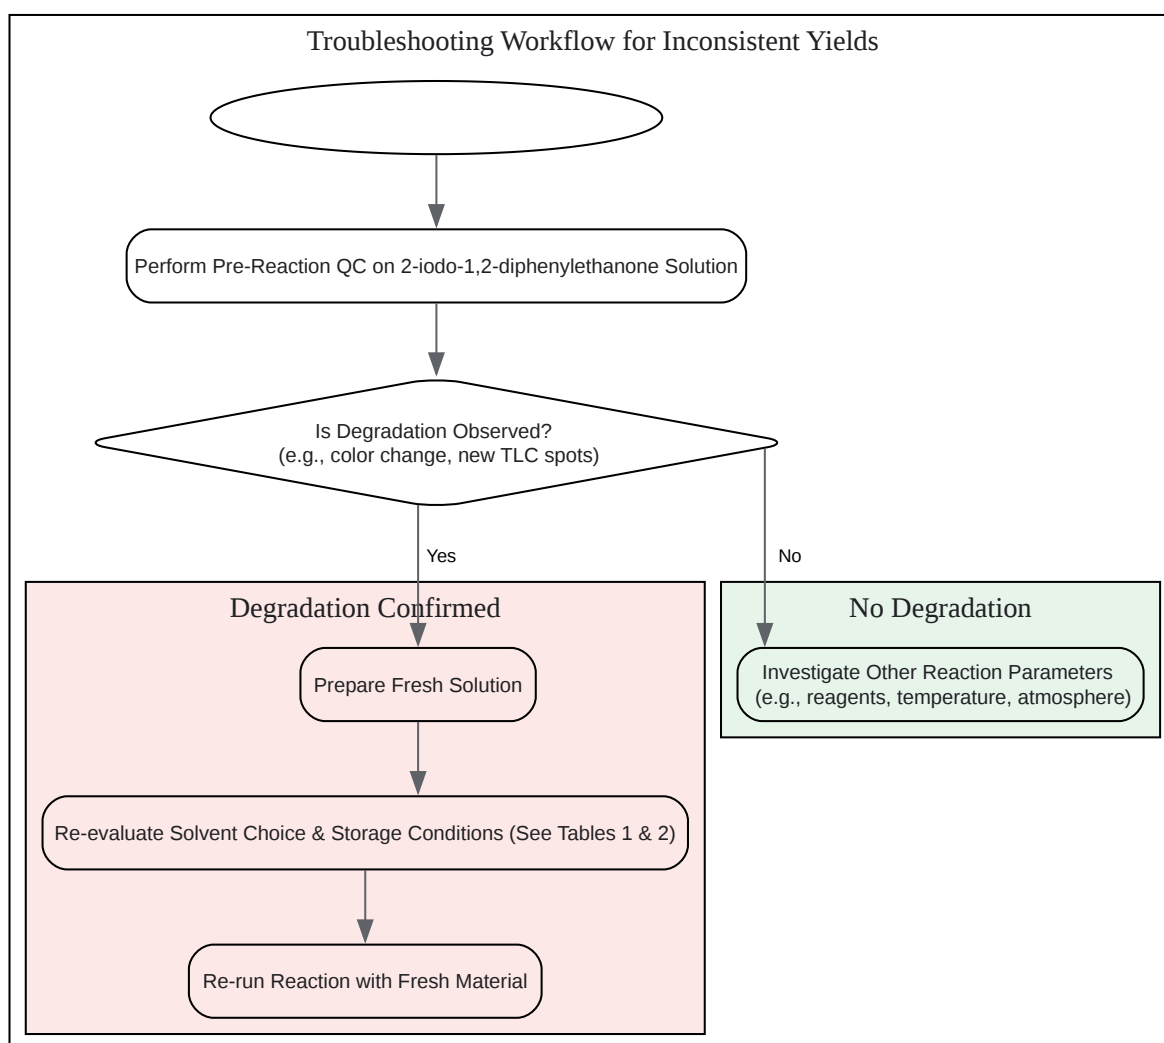 Troubleshooting Workflow for Inconsistent Yields
Perform Pre-Reaction QC on 2-iodo-1,2-diphenylethanone Solution
Is Degradation Observed?
(e.g., color change, new TLC spots)
Yes
No
Degradation Confirmed
No Degradation
Prepare Fresh Solution
Investigate Other Reaction Parameters
(e.g., reagents, temperature, atmosphere)
Re-evaluate Solvent Choice & Storage Conditions (See Tables 1 & 2)
Re-run Reaction with Fresh Material